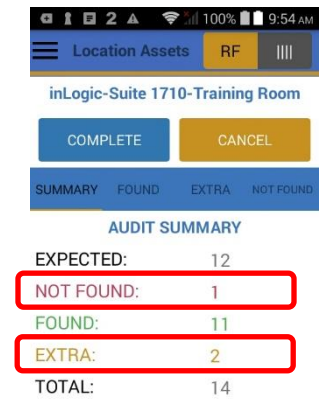 2 100% 9:54 AM
Location Assets RF
inLogic-Suite 1710-Training Room
COMPLETE CANCEL
SUMMARY FOUND EXTRA NOT FOUND
AUDIT SUMMARY
EXPECTED: 12
NOT FOUND: 1
FOUND: 11
EXTRA: 2
TOTAL: 14